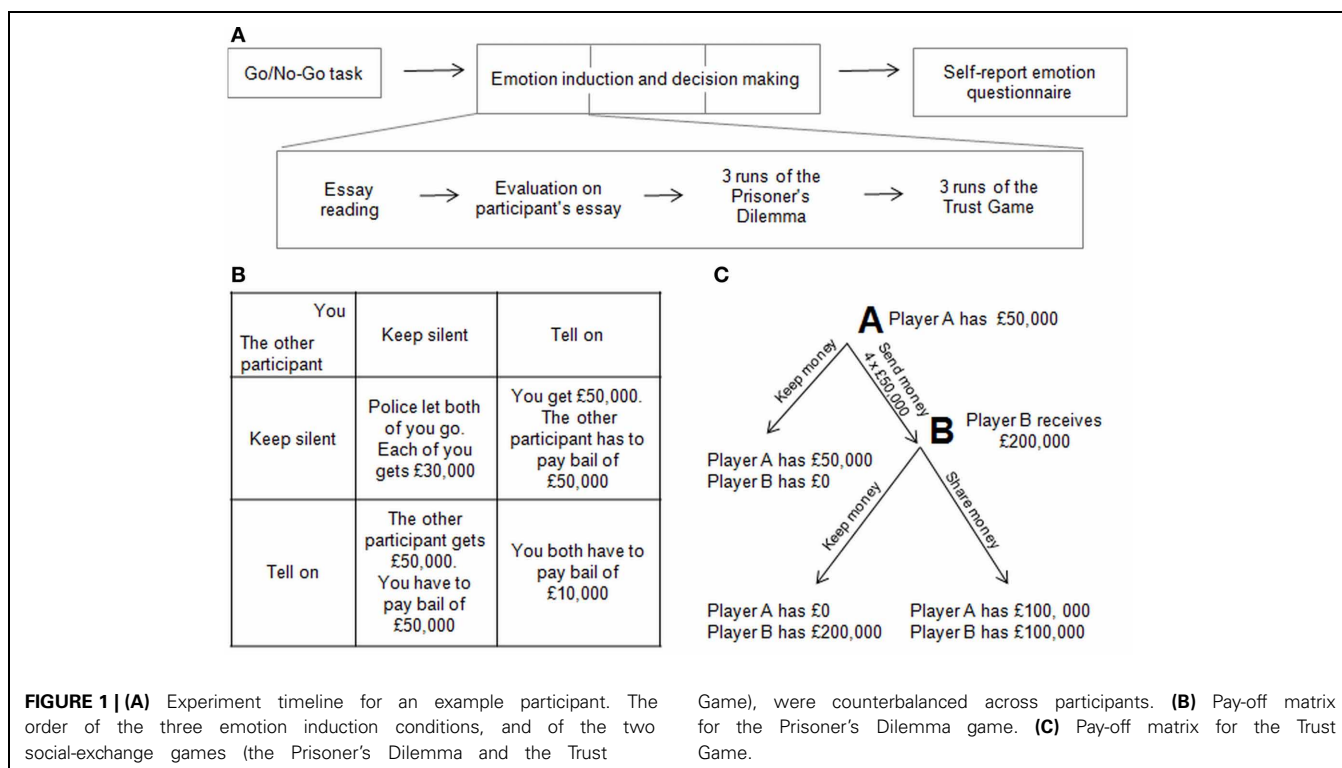 A
Go/No-Go task
Emotion induction and decision making
Self-report emotion
questionnaire
Essay
reading
Evaluation on
participant's essay
3 runs of the
Prisoner's
Dilemma
3 runs of the
Trust Game
B
You
The other
participant
Keep silent
Tell on
Keep silent
Police let both
of you go.
Each of you
gets £30,000
You get £50,000.
The other
participant has to
pay bail of
£50,000
Tell on
The other
participant gets
£50,000.
You have to
pay bail of
£50,000
You both have to
pay bail of
£10,000
C
A Player A has £50,000
Keep money
Send money
4 x £50,000
B Player B receives
£200,000
Player A has £50,000
Player B has £0
Keep money
Share money
Player A has £0
Player B has £200,000
Player A has £100, 000
Player B has £100,000
FIGURE 1 | (A) Experiment timeline for an example participant. The
order of the three emotion induction conditions, and of the two
social-exchange games (the Prisoner's Dilemma and the Trust
Game), were counterbalanced across participants. (B) Pay-off matrix
for the Prisoner's Dilemma game. (C) Pay-off matrix for the Trust
Game.